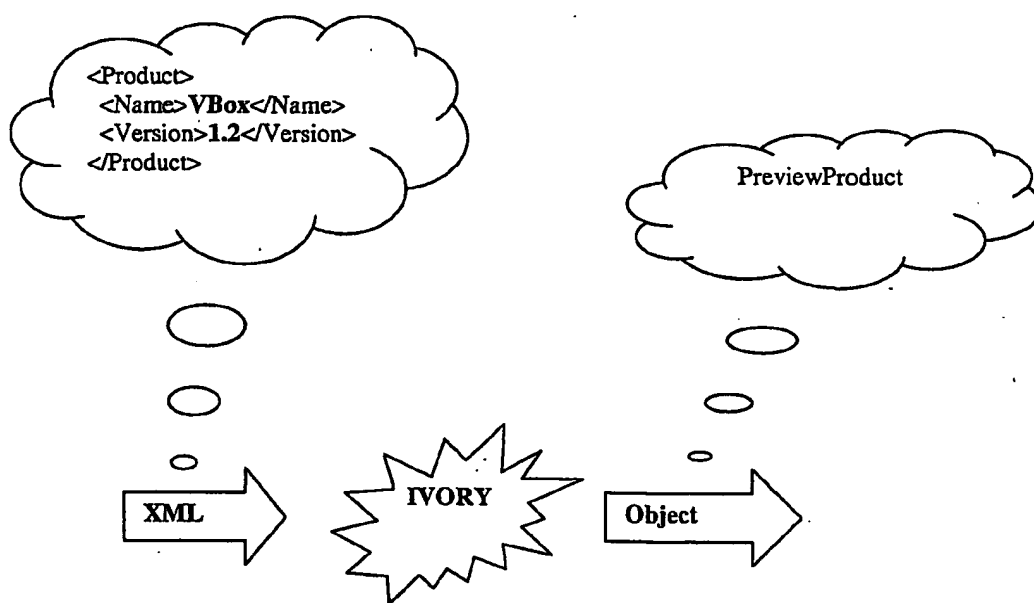 <Product>
<Name>VBox</Name>
<Version>1.2</Version>
</Product>
PreviewProduct
XML
IVORY
Object